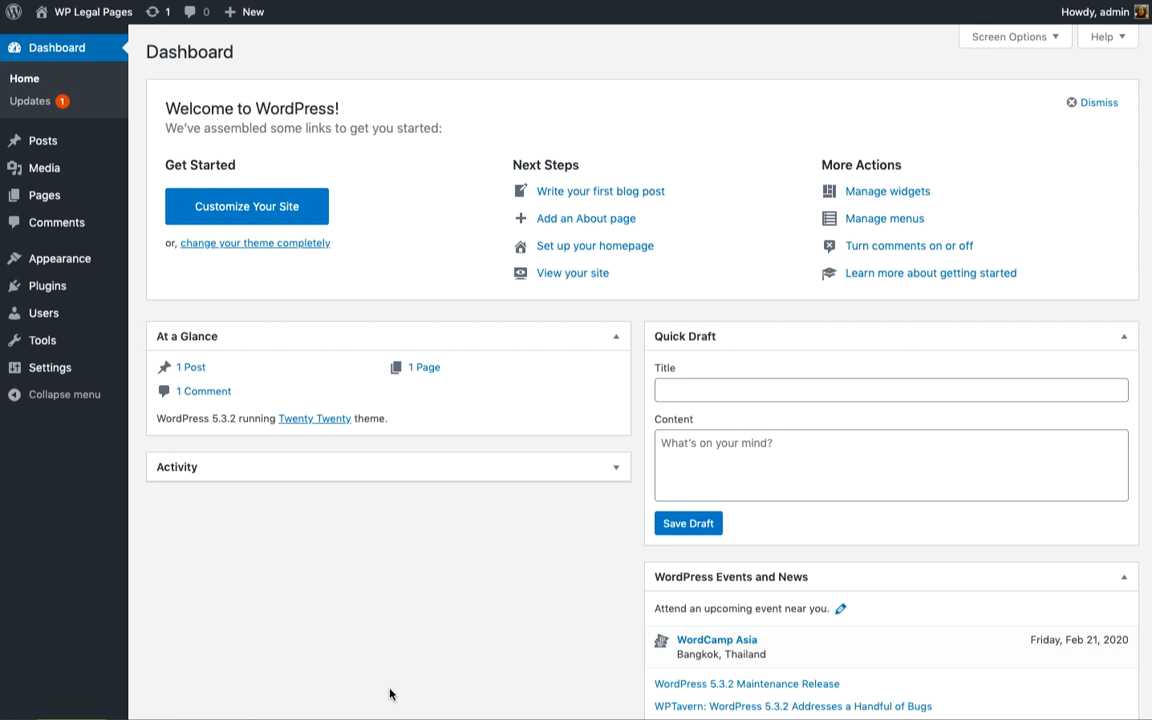 WP Legal Pages 1 0 New Howdy, admin
Dashboard
Home
Updates 1
Posts
Media
Pages
Comments
Appearance
Plugins
Users
Tools
Settings
Collapse menu
Dashboard
Screen Options
Help
Welcome to WordPress!
We've assembled some links to get you started:
Dismiss
Get Started
Customize Your Site
or, change your theme completely
Next Steps
Write your first blog post
Add an About page
Set up your homepage
View your site
More Actions
Manage widgets
Manage menus
Turn comments on or off
Learn more about getting started
At a Glance
1 Post
1 Page
1 Comment
WordPress 5.3.2 running Twenty Twenty theme.
Activity
Quick Draft
Title
Content
What's on your mind?
Save Draft
WordPress Events and News
Attend an upcoming event near you.
WordCamp Asia
Friday, Feb 21, 2020
Bangkok, Thailand
WordPress 5.3.2 Maintenance Release
WPTavern: WordPress 5.3.2 Addresses a Handful of Bugs